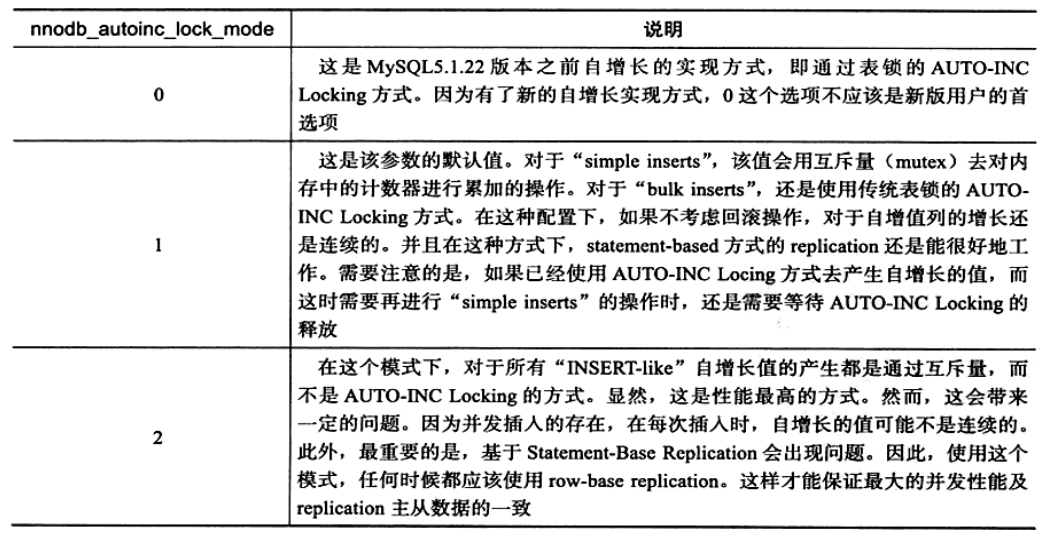 nnodb_autoinc_lock_mode 说明
这是 MySQL5.1.22 版本之前自增长的实现方式，即通过表锁的 AUTO-INC
0
Locking 方式。因为有了新的自增长实现方式，0 这个选项不应该是新版用户的首
选项
这是该参数的默认值。对于“simple inserts”，该值会用互斥量（mutex）去对内
存中的计数器进行累加的操作。对于“bulk inserts”，还是使用传统表锁的 AUTO-
INC Locking 方式。在这种配置下，如果不考虑回滚操作，对于自增值列的增长还
1
是连续的。并且在这种方式下，statement-based 方式的 replication 还是能很好地工
作。需要注意的是，如果已经使用 AUTO-INC Locing 方式去产生自增长的值，而
这时需要再进行“simple inserts”的操作时，还是需要等待 AUTO-INC Locking 的
释放
在这个模式下，对于所有“INSERT-like”自增长值的产生都是通过互斥量，而
不是 AUTO-INC Locking 的方式。显然，这是性能最高的方式。然而，这会带来
一定的问题。因为并发插入的存在，在每次插入时，自增长的值可能不是连续的。
2
此外，最重要的是，基于 Statement-Base Replication 会出现问题。因此，使用这个
模式，任何时候都应该使用 row-base replication。这样才能保证最大的并发性能及
replication 主从数据的一致